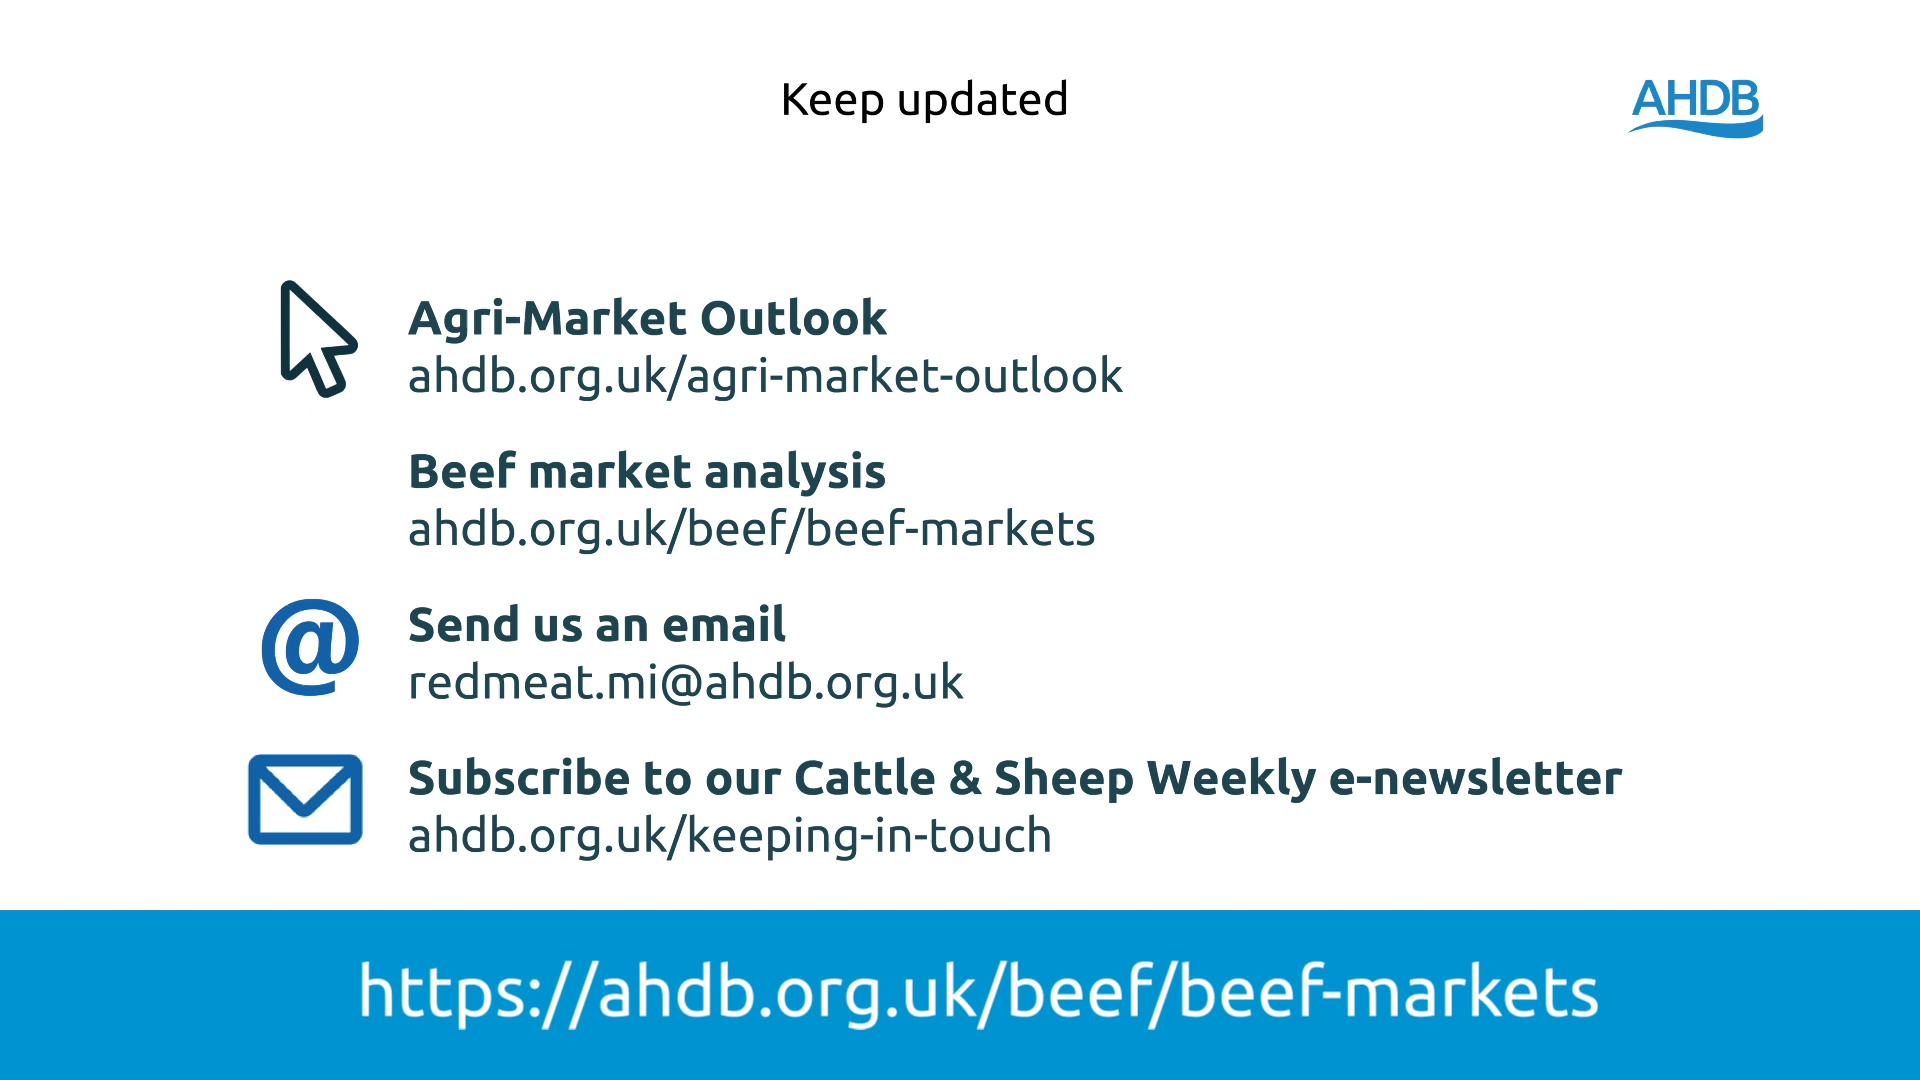 Keep updated
AHDB
Agri-Market Outlook
ahdb.org.uk/agri-market-outlook
Beef market analysis
ahdb.org.uk/beef/beef-markets
@
Send us an email
redmeat.mi@ahdb.org.uk
Subscribe to our Cattle & Sheep Weekly e-newsletter
ahdb.org.uk/keeping-in-touch
https://ahdb.org.uk/beef/beef-markets